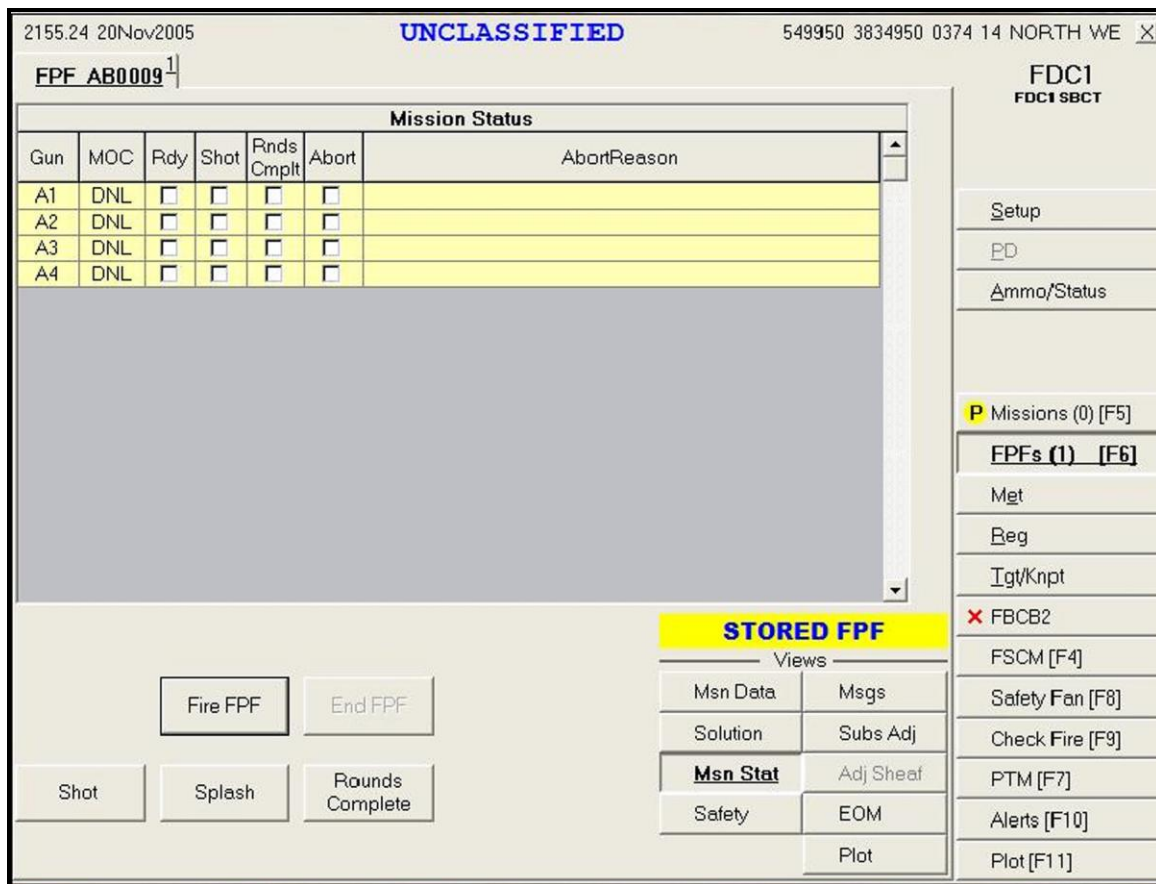 2155.24 20Nov2005 UNCLASSIFIED 549950 3834950 0374 14 NORTH WE X
FPF AB0009 1
FDC1
FDC1 SBCT
Mission Status
Gun MOC Rdy Shot Rnds Cmplt Abort AbortReason
A1 DNL
A2 DNL
A3 DNL
A4 DNL
Setup
PD
Ammo/Status
P Missions (0) [F5]
FPFs (1) [F6]
Met
Reg
Tgt/Knpt
FBCB2
FSCM [F4]
Safety Fan [F8]
Check Fire [F9]
PTM [F7]
Alerts [F10]
Plot [F11]
STORED FPF
Views
Msn Data Msgs
Solution Subs Adj
Msn Stat Adj Sheaf
Safety EOM
Plot
Fire FPF End FPF
Shot Splash Rounds
Complete